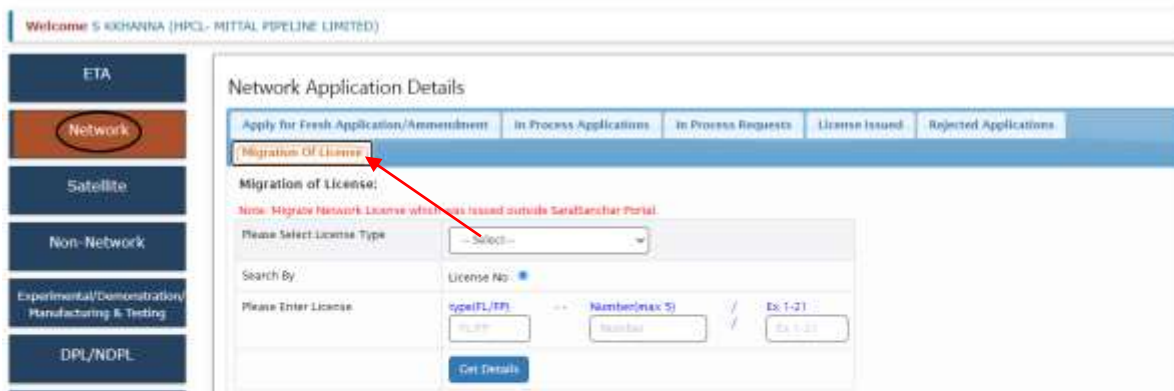 Welcome S KKHANNA (HPCL- MITTAL PIPELINE LIMITED)
ETA
Network
Satellite
Non-Network
Experimental/Demonstration/
Manufacturing & Testing
DPL/NDPL
Network Application Details
Apply for Fresh Application/Ammendment In Process Applications In Process Requests License Issued Rejected Applications
Migration Of License
Migration of License:
Note: Migrate Network License which was issued outside SaralSanchar Portal.
Please Select License Type -- Select --
Search By License No
Please Enter License type(FL/FP) -- Number(max 5) / Ex 1-21
FL/FP Number / Ex 1-21
Get Details